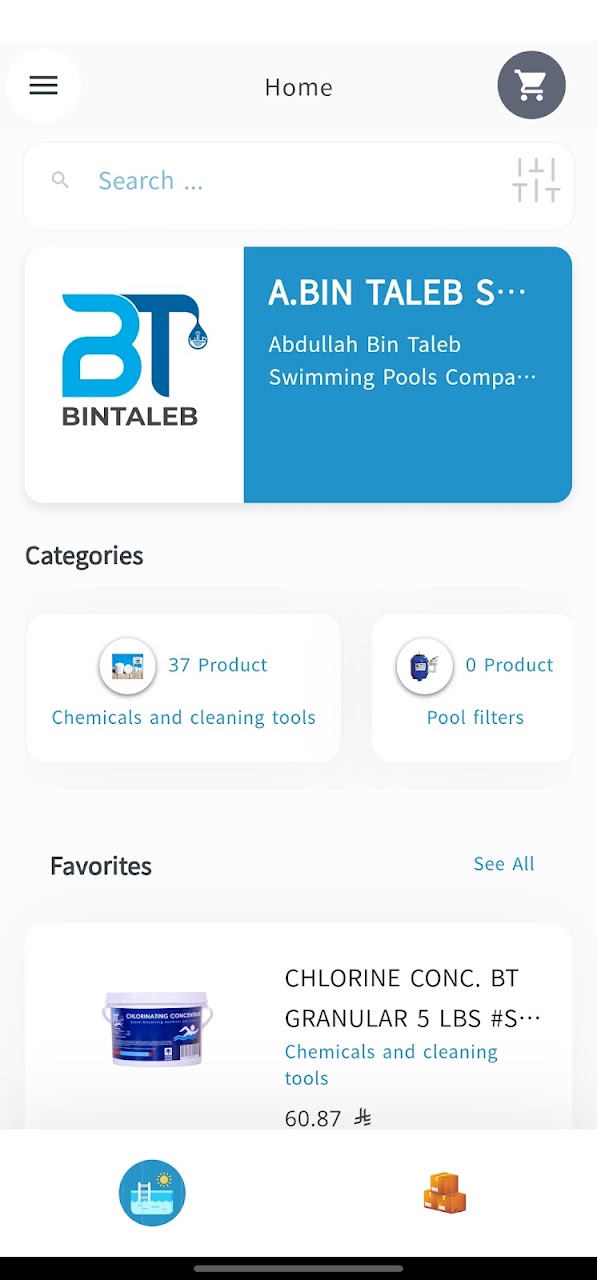 Home
Search ...
BT
BINTALEB
A.BIN TALEB S...
Abdullah Bin Taleb
Swimming Pools Compa...
Categories
37 Product
Chemicals and cleaning tools
0 Product
Pool filters
Favorites
See All
CHLORINATING CONCENTRATE
CHLORINE CONC. BT
GRANULAR 5 LBS #S...
Chemicals and cleaning
tools
60.87